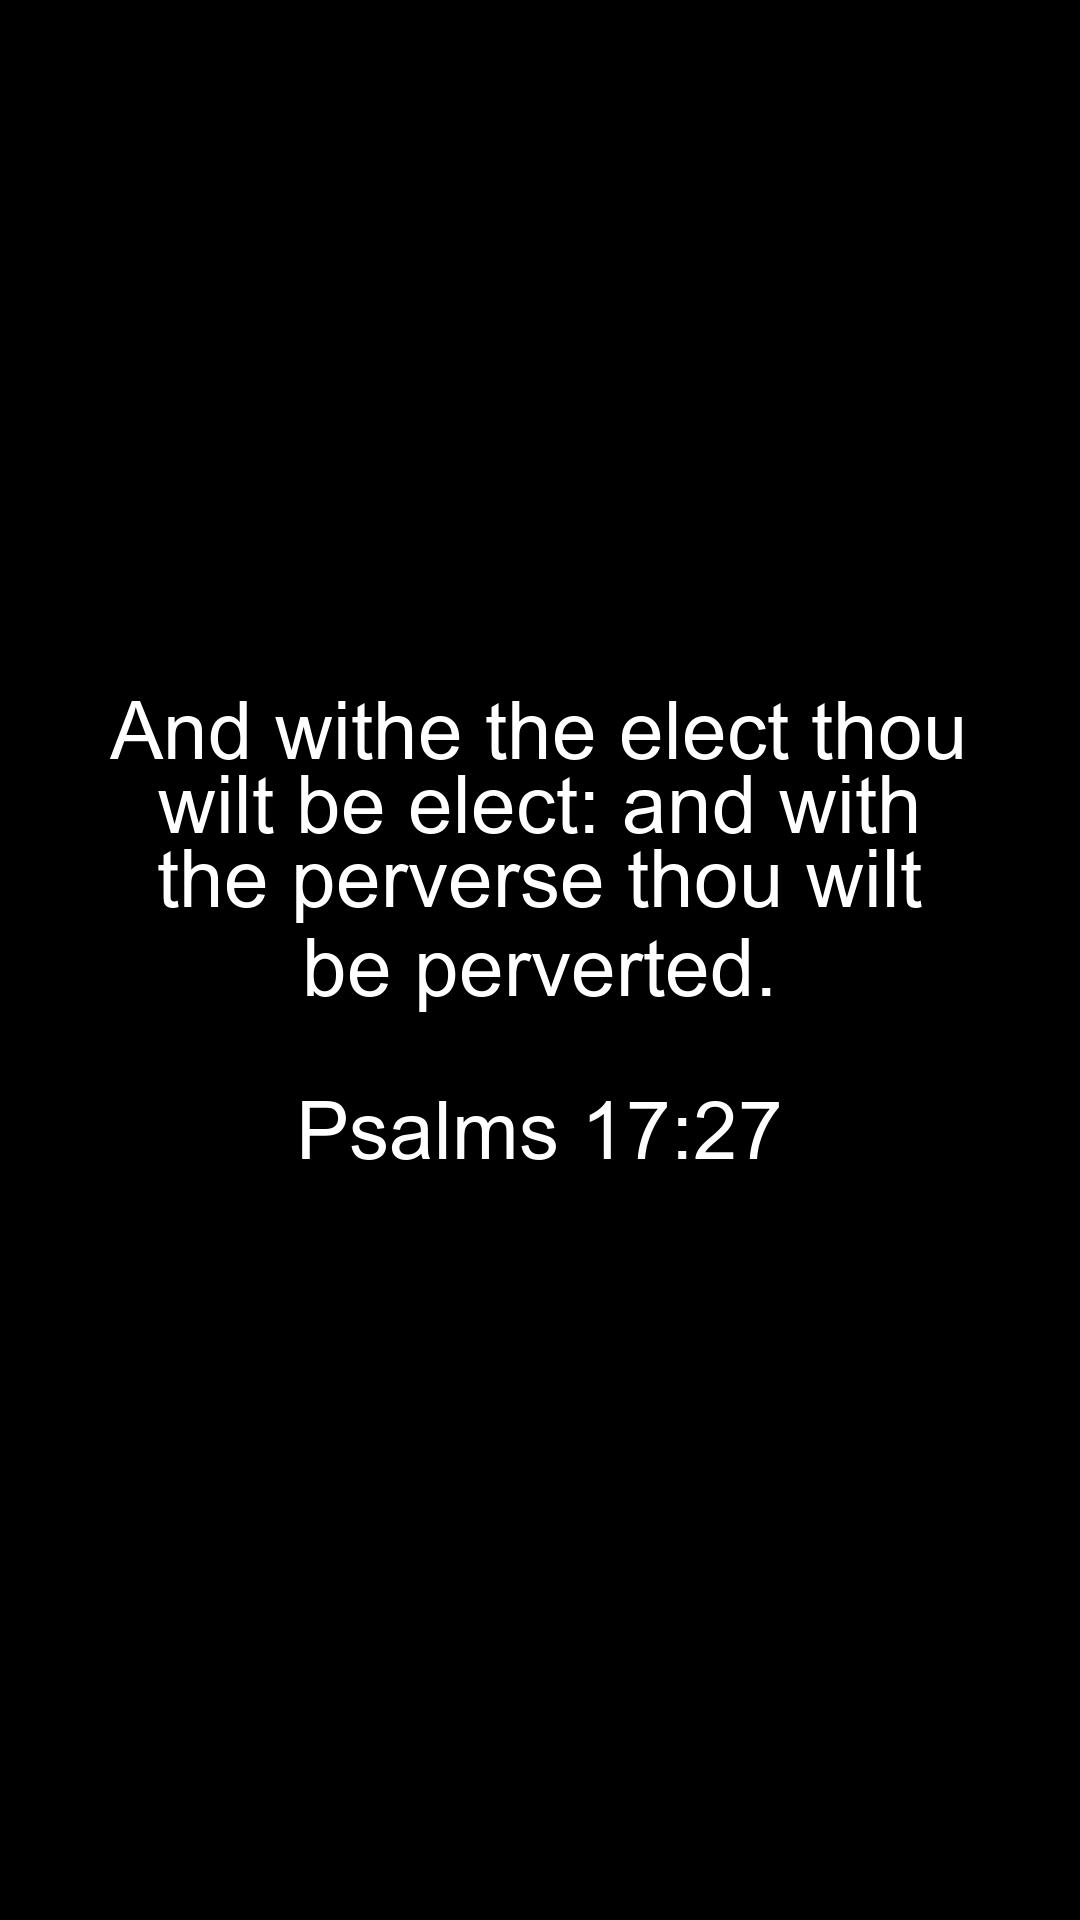 And withe the elect thou
wilt be elect: and with
the perverse thou wilt
be perverted.
Psalms 17:27